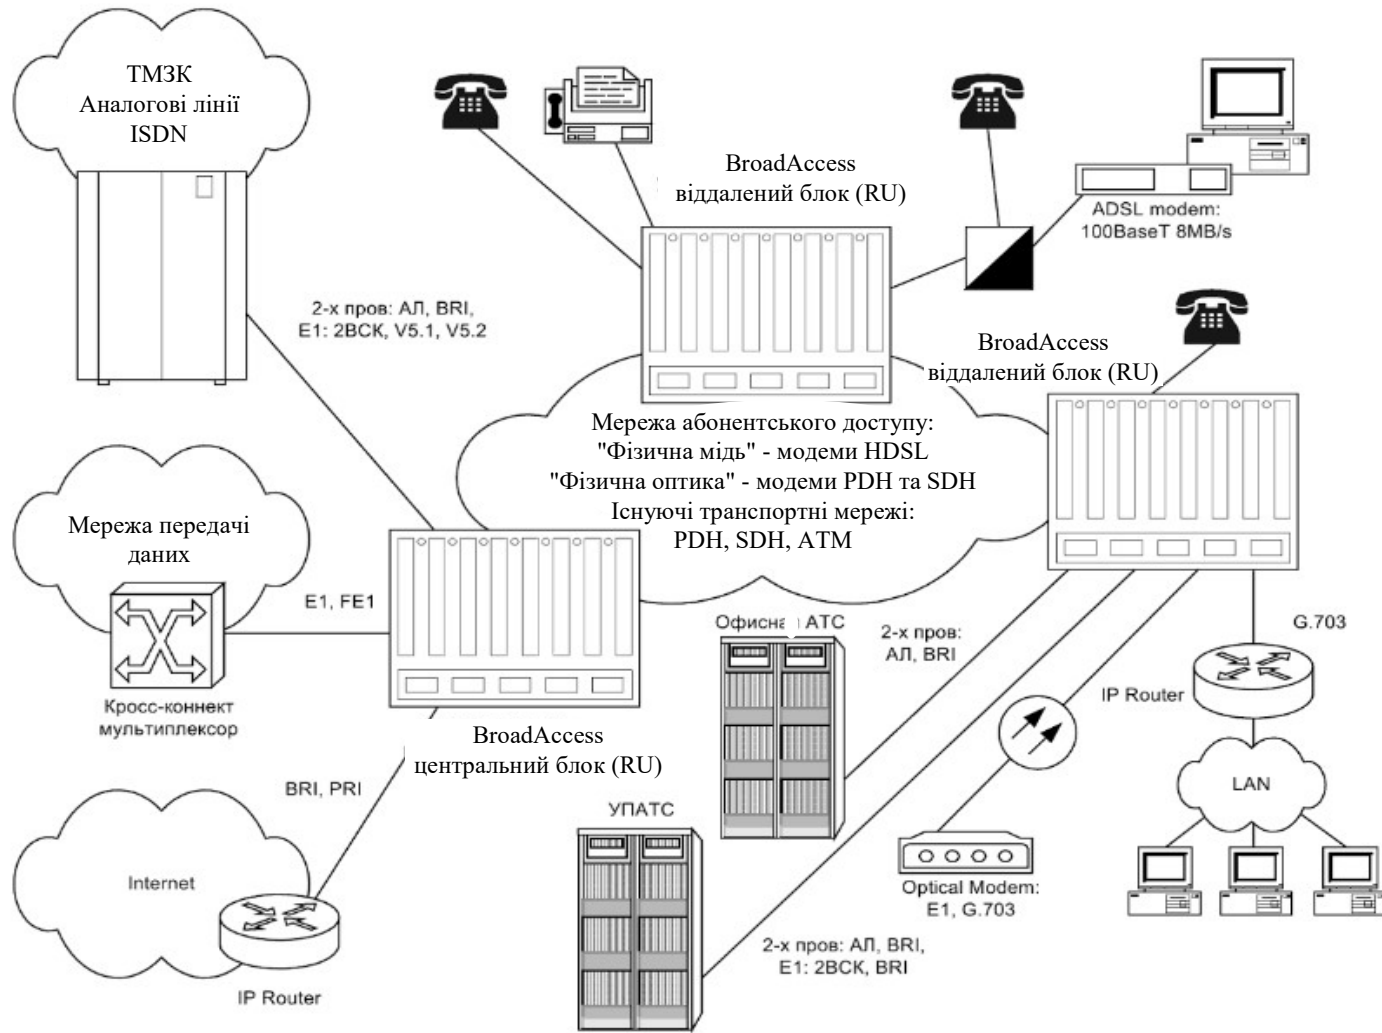 ТМЗК
Аналогові лінії
ISDN
BroadAccess
віддалений блок (RU)
ADSL modem:
100BaseT 8MB/s
2-х пров: АЛ, BRI,
E1: 2ВСК, V5.1, V5.2
BroadAccess
віддалений блок (RU)
Мережа абонентського доступу:
"Фізична мідь" - модеми HDSL
"Фізична оптика" - модеми PDH та SDH
Існуючі транспортні мережі:
PDH, SDH, ATM
Мережа передачі
даних
E1, FE1
Кросс-коннект
мультиплексор
BroadAccess
центральний блок (RU)
Офисна АТС
2-х пров:
АЛ, BRI
G.703
IP Router
LAN
BRI, PRI
Internet
IP Router
УПАТС
Optical Modem:
E1, G.703
2-х пров: АЛ, BRI,
E1: 2ВСК, BRI